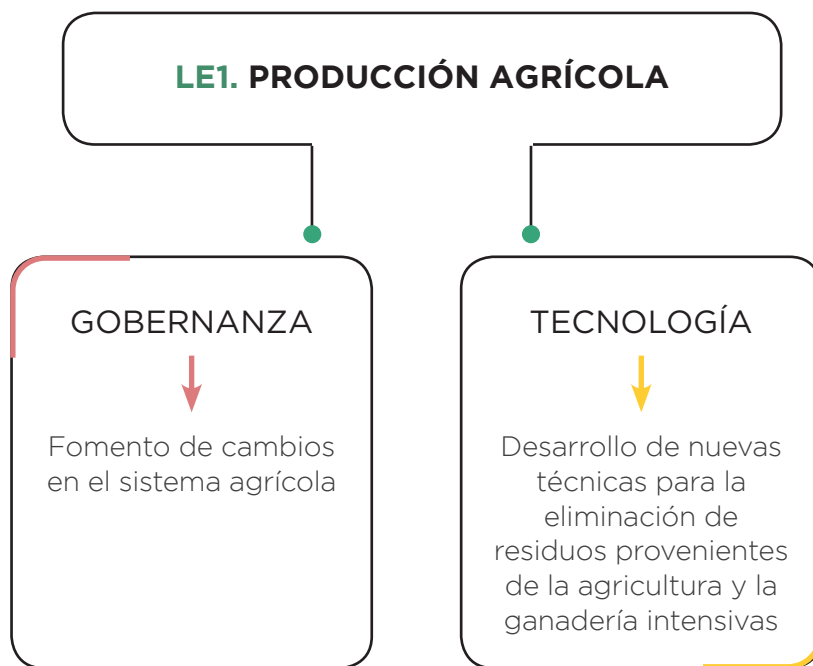 LE1. PRODUCCIÓN AGRÍCOLA
GOBERNANZA
Fomento de cambios
en el sistema agrícola
TECNOLOGÍA
Desarrollo de nuevas
técnicas para la
eliminación de
residuos provenientes
de la agricultura y la
ganadería intensivas